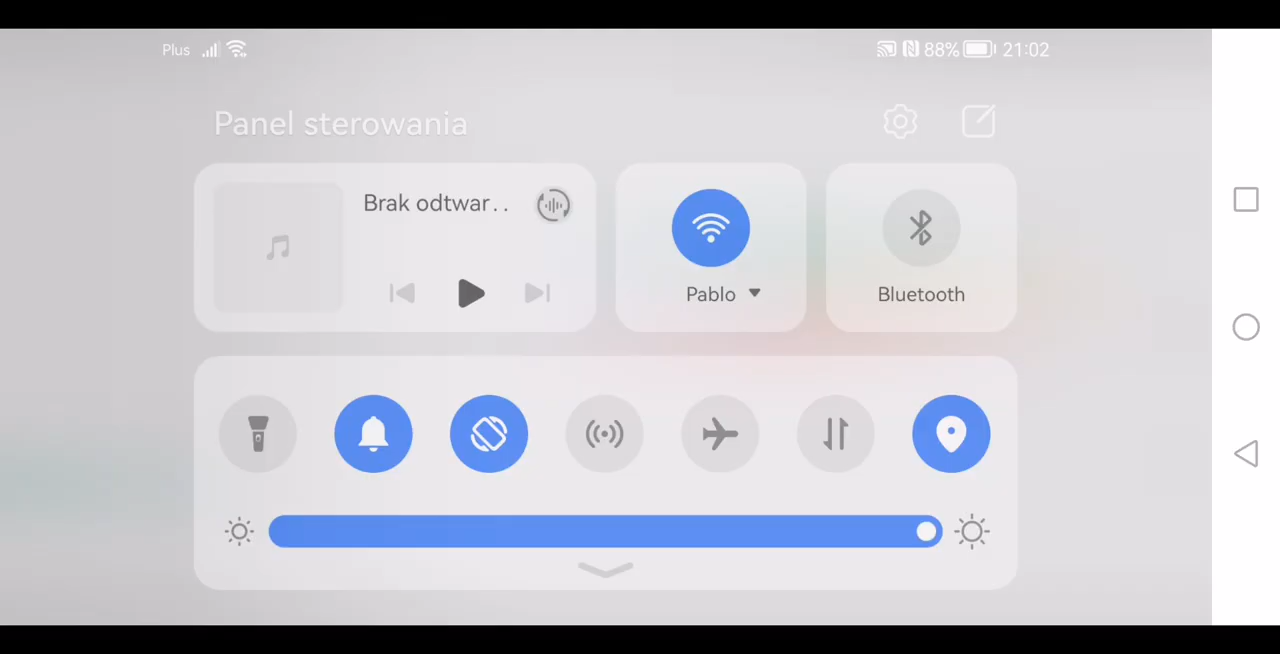 Plus 88% 21:02
Panel sterowania
Brak odtwar..
Pablo
Bluetooth